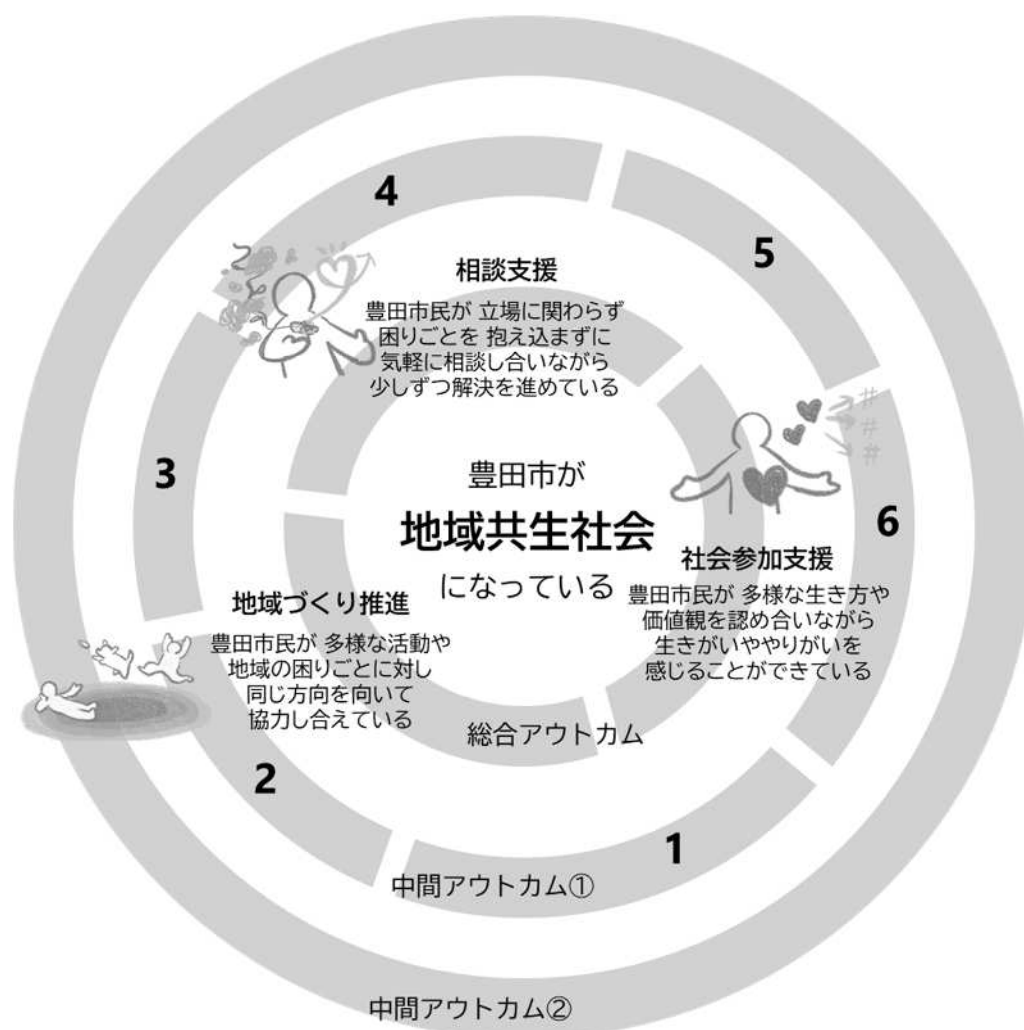 4
5
相談支援
豊田市民が 立場に関わらず
困りごとを 抱え込まずに
気軽に相談し合いながら
少しずつ解決を進めている
3
豊田市が
地域共生社会
になっている
6
社会参加支援
豊田市民が 多様な生き方や
価値観を認め合いながら
生きがいややりがいを
感じることができている
地域づくり推進
豊田市民が 多様な活動や
地域の困りごとに対し
同じ方向を向いて
協力し合えている
総合アウトカム
2
1
中間アウトカム①
中間アウトカム②
#
#
#